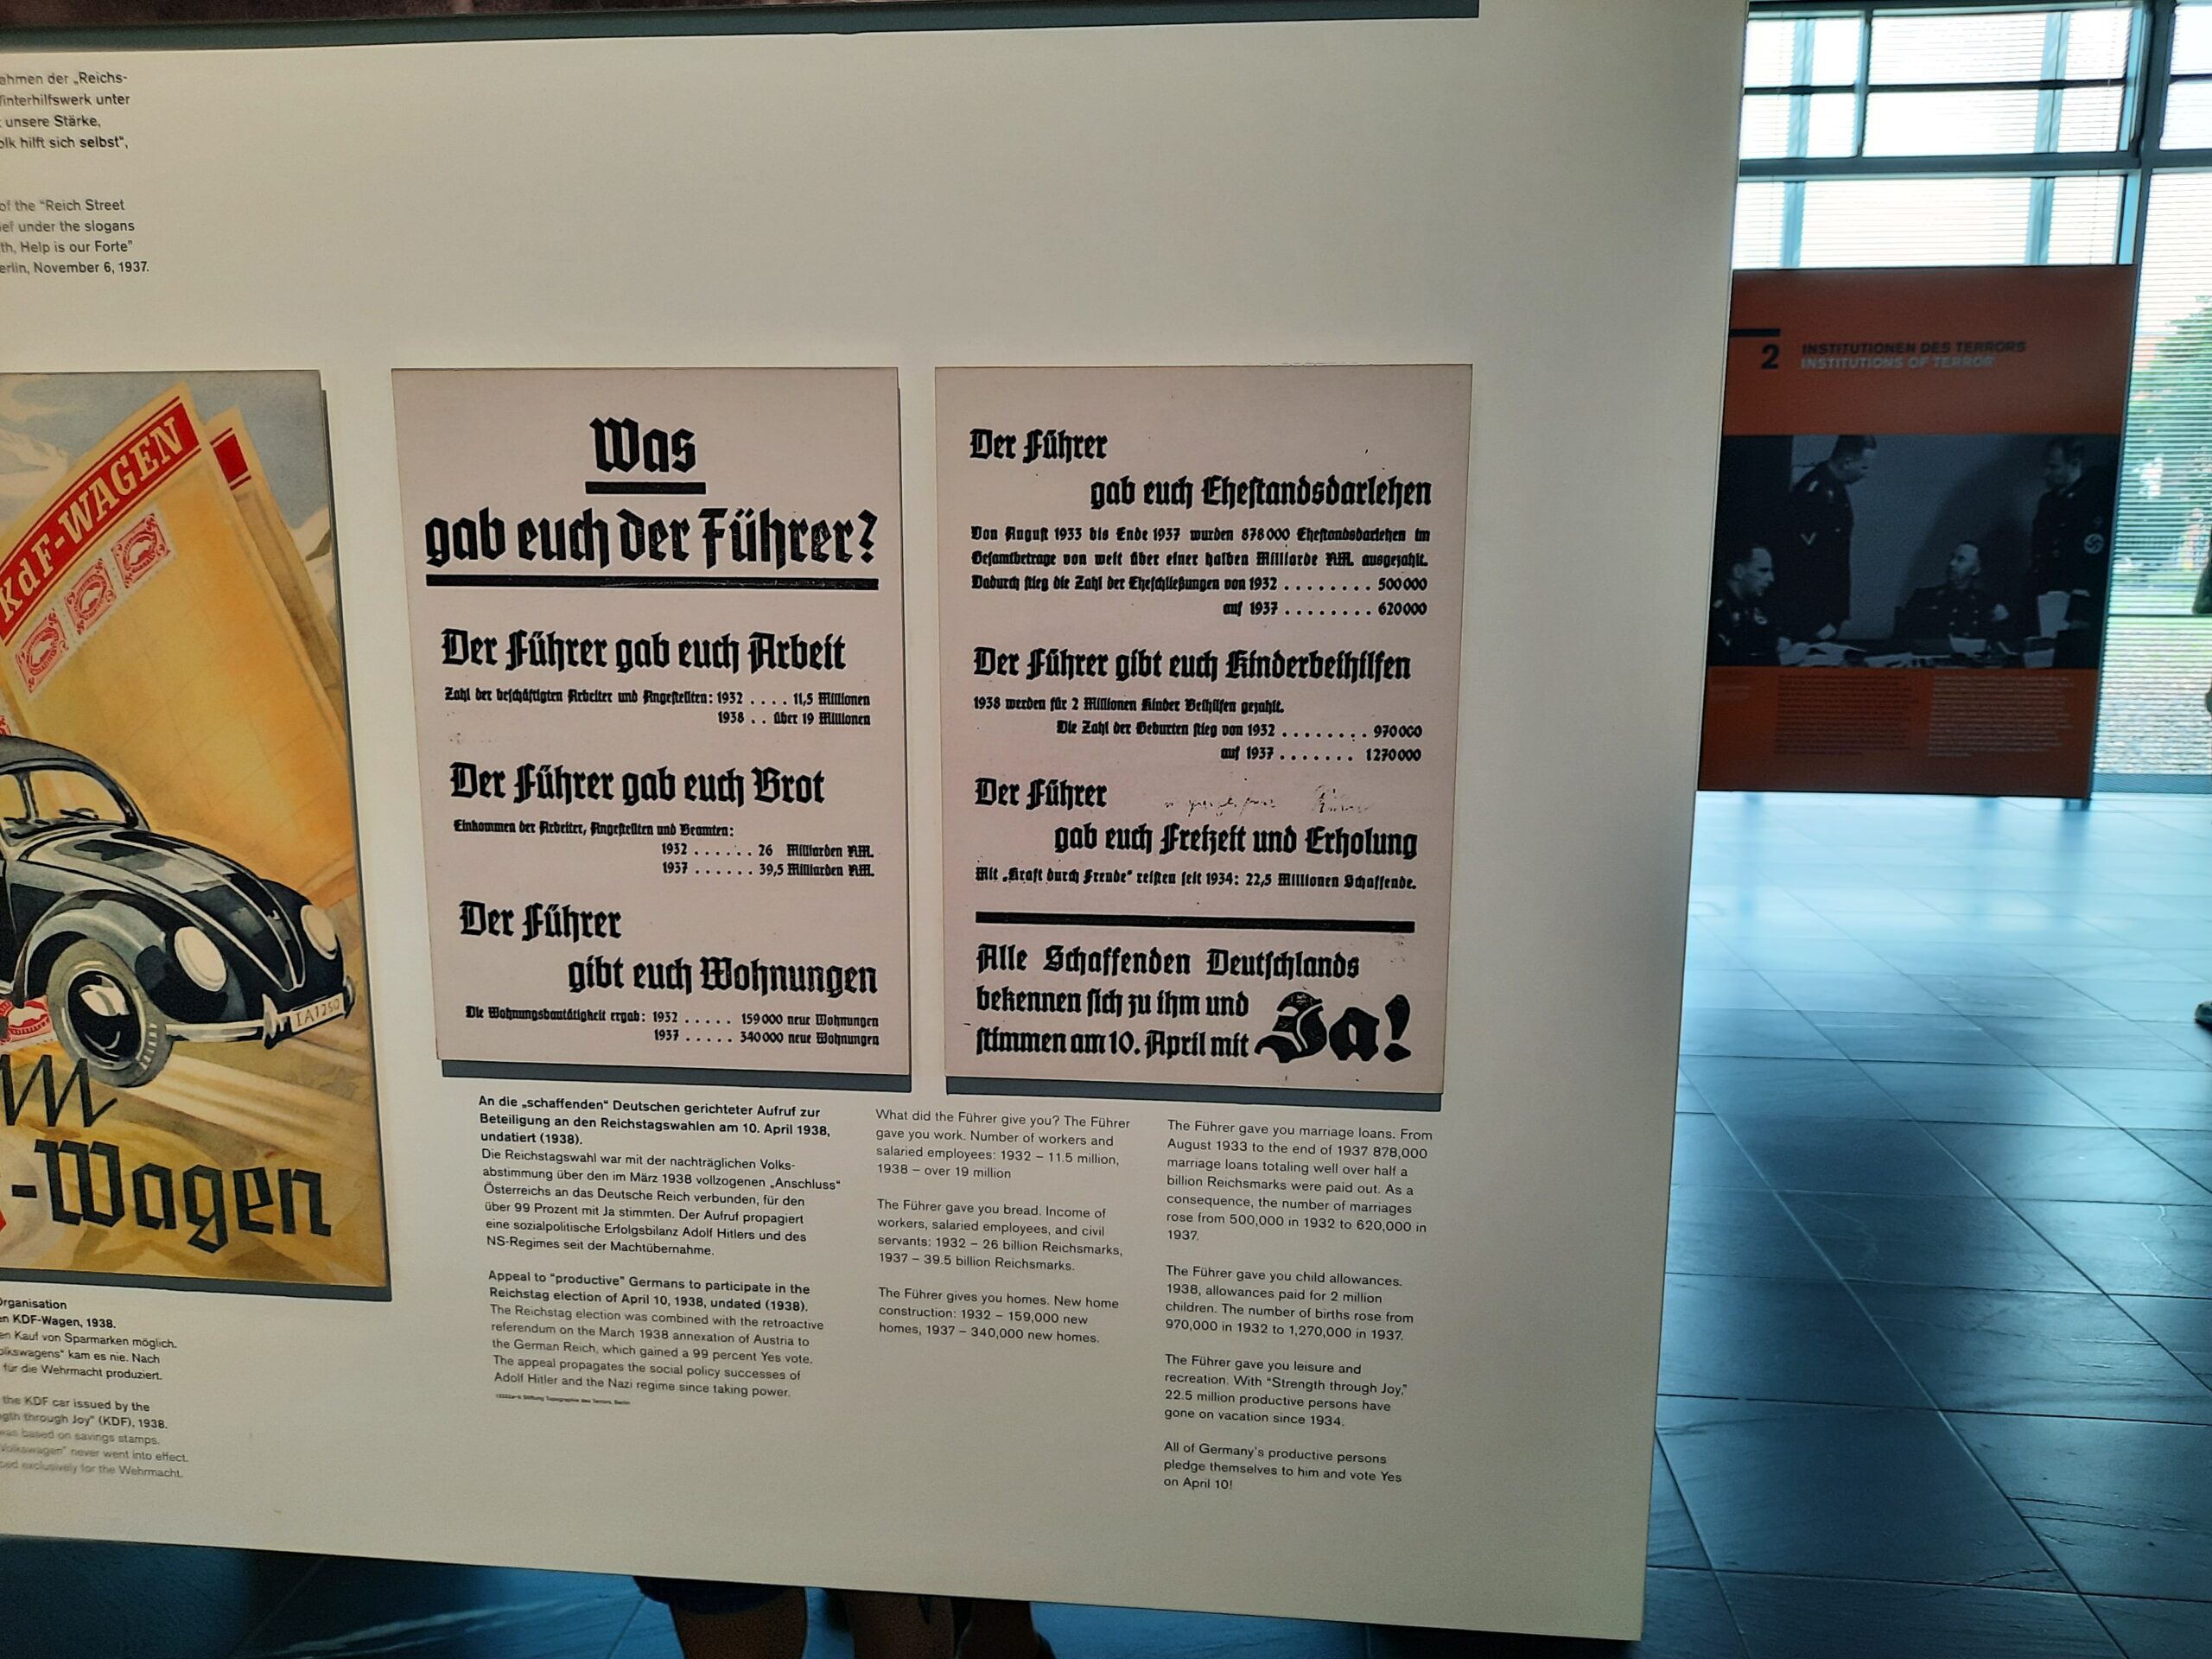 ahmen der „Reichs-
interhilfswerk unter
unsere Stärke,
olk hilft sich selbst“,
of the “Reich Street
ief under the slogans
th, Help is our Forte”
erlin, November 6, 1937.
KdF-WAGEN
IA1250
-Wagen
rganisation
en KDF-Wagen, 1938.
en Kauf von Sparmarken möglich.
olkswagens“ kam es nie. Nach
für die Wehrmacht produziert.
the KDF car issued by the
gth through Joy” (KDF), 1938.
was based on savings stamps.
Volkswagen” never went into effect.
ced exclusively for the Wehrmacht.
Was
gab euch der Führer?
Der Führer gab euch Arbeit
Zahl der beschäftigten Arbeiter und Angestellten: 1932 . . . . 11,5 Millionen
1938 . . über 19 Millionen
Der Führer gab euch Brot
Einkommen der Arbeiter, Angestellten und Beamten:
1932 . . . . . . 26 Milliarden RM.
1937 . . . . . . 39,5 Milliarden RM.
Der Führer
gibt euch Wohnungen
Die Wohnungsbautätigkeit ergab: 1932 . . . . . 159000 neue Wohnungen
1937 . . . . . 340000 neue Wohnungen
Der Führer
gab euch Ehestandsdarlehen
Von August 1933 bis Ende 1937 wurden 878000 Ehestandsdarlehen im
Gesamtbetrage von weit über einer halben Milliarde RM. ausgezahlt.
Dadurch stieg die Zahl der Eheschließungen von 1932 . . . . . . . . 500000
auf 1937 . . . . . . . . 620000
Der Führer gibt euch Kinderbeihilfen
1938 werden für 2 Millionen Kinder Beihilfen gezahlt.
Die Zahl der Geburten stieg von 1932 . . . . . . . . 970000
auf 1937 . . . . . . . 1270000
Der Führer
gab euch Freizeit und Erholung
Mit „Kraft durch Freude“ reisten seit 1934: 22,5 Millionen Schaffende.
Alle Schaffenden Deutschlands
bekennen sich zu ihm und
stimmen am 10. April mit Ja!
An die „schaffenden“ Deutschen gerichteter Aufruf zur
Beteiligung an den Reichstagswahlen am 10. April 1938,
undatiert (1938).
Die Reichstagswahl war mit der nachträglichen Volks-
abstimmung über den im März 1938 vollzogenen „Anschluss“
Österreichs an das Deutsche Reich verbunden, für den
über 99 Prozent mit Ja stimmten. Der Aufruf propagiert
eine sozialpolitische Erfolgsbilanz Adolf Hitlers und des
NS-Regimes seit der Machtübernahme.
Appeal to “productive” Germans to participate in the
Reichstag election of April 10, 1938, undated (1938).
The Reichstag election was combined with the retroactive
referendum on the March 1938 annexation of Austria to
the German Reich, which gained a 99 percent Yes vote.
The appeal propagates the social policy successes of
Adolf Hitler and the Nazi regime since taking power.
Stiftung Topographie des Terrors, Berlin
What did the Führer give you? The Führer
gave you work. Number of workers and
salaried employees: 1932 – 11.5 million,
1938 – over 19 million
The Führer gave you bread. Income of
workers, salaried employees, and civil
servants: 1932 – 26 billion Reichsmarks,
1937 – 39.5 billion Reichsmarks.
The Führer gives you homes. New home
construction: 1932 – 159,000 new
homes, 1937 – 340,000 new homes.
The Führer gave you marriage loans. From
August 1933 to the end of 1937 878,000
marriage loans totaling well over half a
billion Reichsmarks were paid out. As a
consequence, the number of marriages
rose from 500,000 in 1932 to 620,000 in
1937.
The Führer gave you child allowances.
1938, allowances paid for 2 million
children. The number of births rose from
970,000 in 1932 to 1,270,000 in 1937.
The Führer gave you leisure and
recreation. With “Strength through Joy,”
22.5 million productive persons have
gone on vacation since 1934.
All of Germany's productive persons
pledge themselves to him and vote Yes
on April 10!
2
INSTITUTIONEN DES TERRORS
INSTITUTIONS OF TERROR